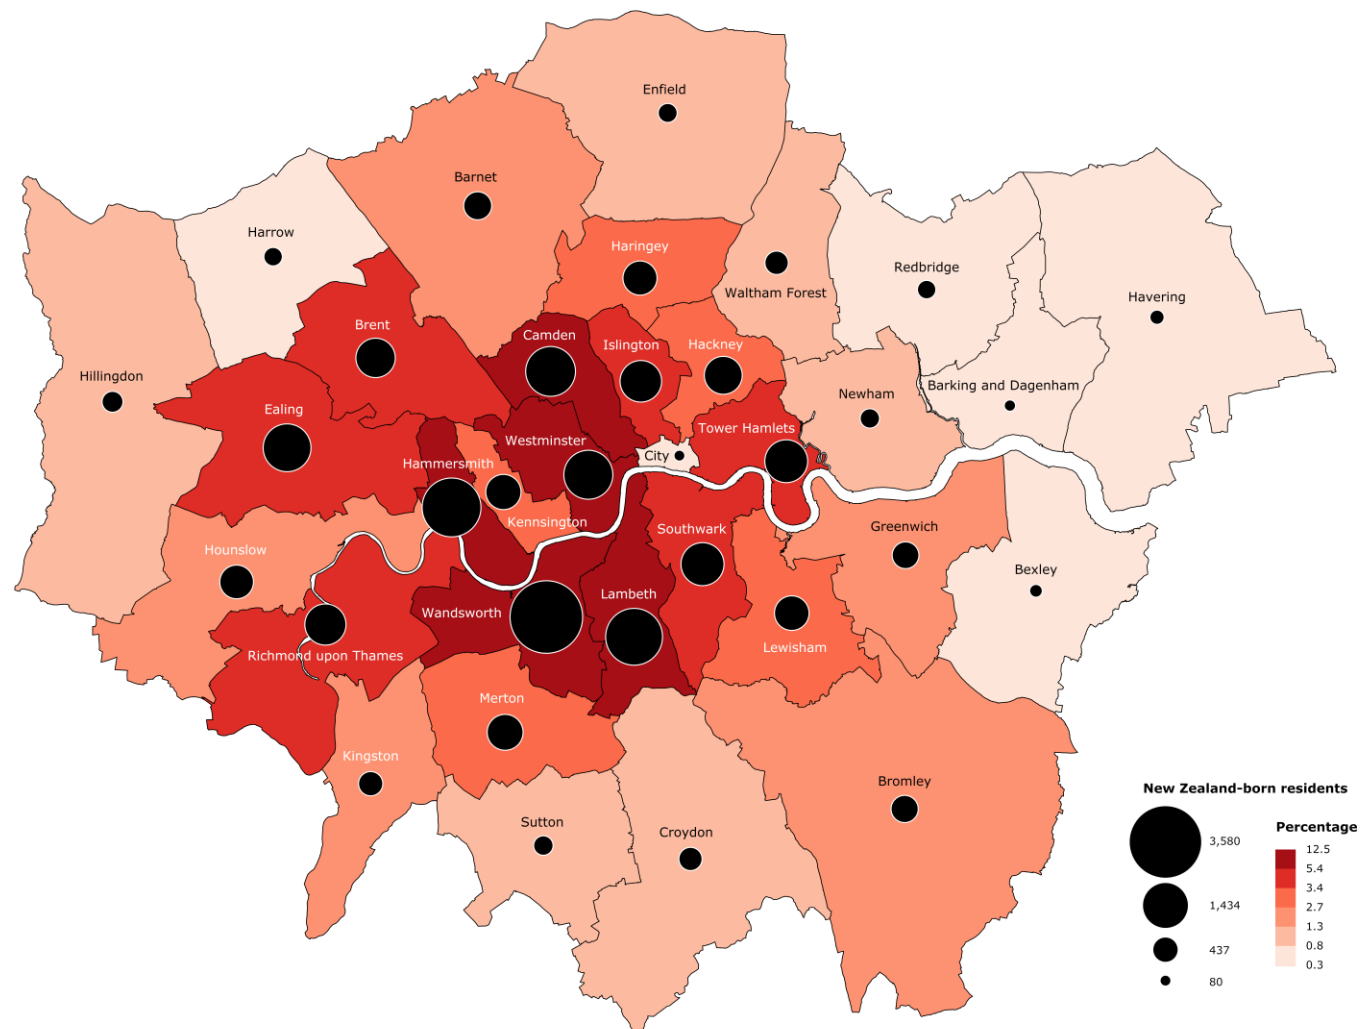 Enfield
Barnet
Harrow
Haringey
Redbridge
Waltham Forest
Havering
Brent
Camden
Islington
Hackney
Hillingdon
Barking and Dagenham
Newham
Ealing
Tower Hamlets
Westminster
City
Hammersmith
Kennsington
Southwark
Greenwich
Hounslow
Bexley
Lambeth
Wandsworth
Lewisham
Richmond upon Thames
Merton
Kingston
Bromley
Sutton
Croydon
New Zealand-born residents
3,580
1,434
437
80
Percentage
12.5
5.4
3.4
2.7
1.3
0.8
0.3